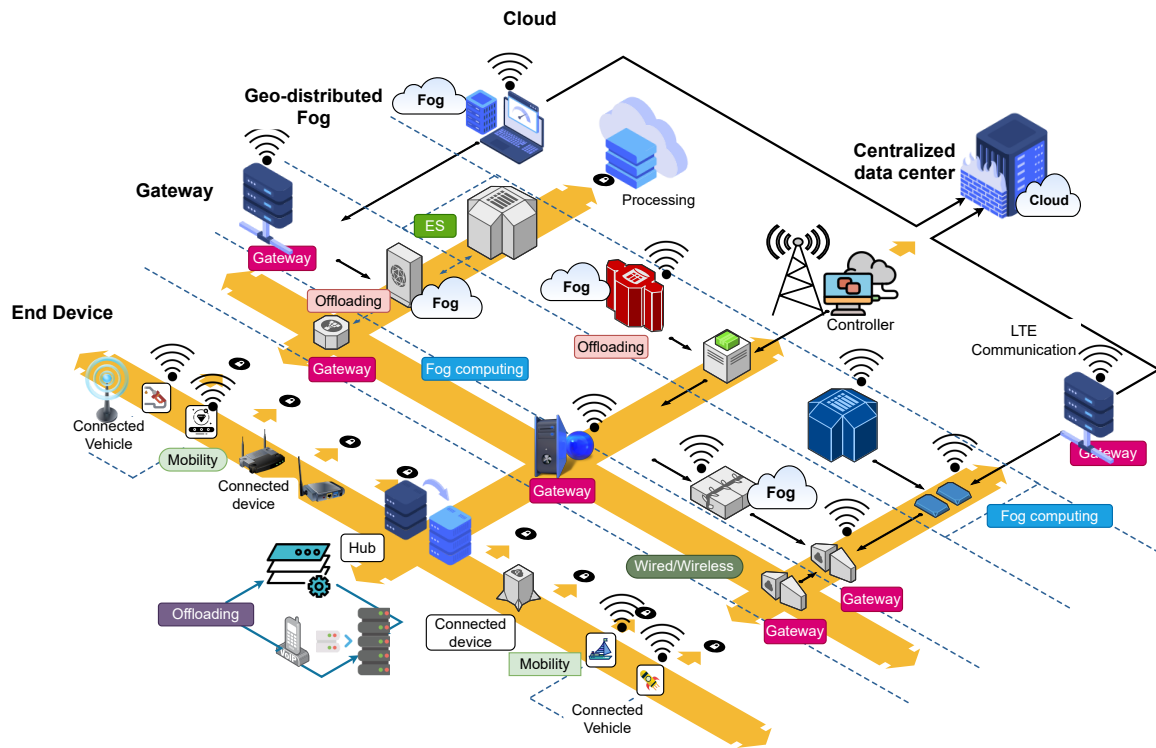 Cloud
Fog
Geo-distributed
Fog
Centralized
data center
Cloud
Gateway
Processing
ES
Gateway
Fog
Fog
Offloading
End Device
Controller
LTE
Communication
Offloading
Gateway
Fog computing
Connected
Vehicle
Mobility
Connected
device
Gateway
Gateway
Fog
Fog computing
Hub
Wired/Wireless
Offloading
Gateway
Gateway
Connected
device
Mobility
Connected
Vehicle